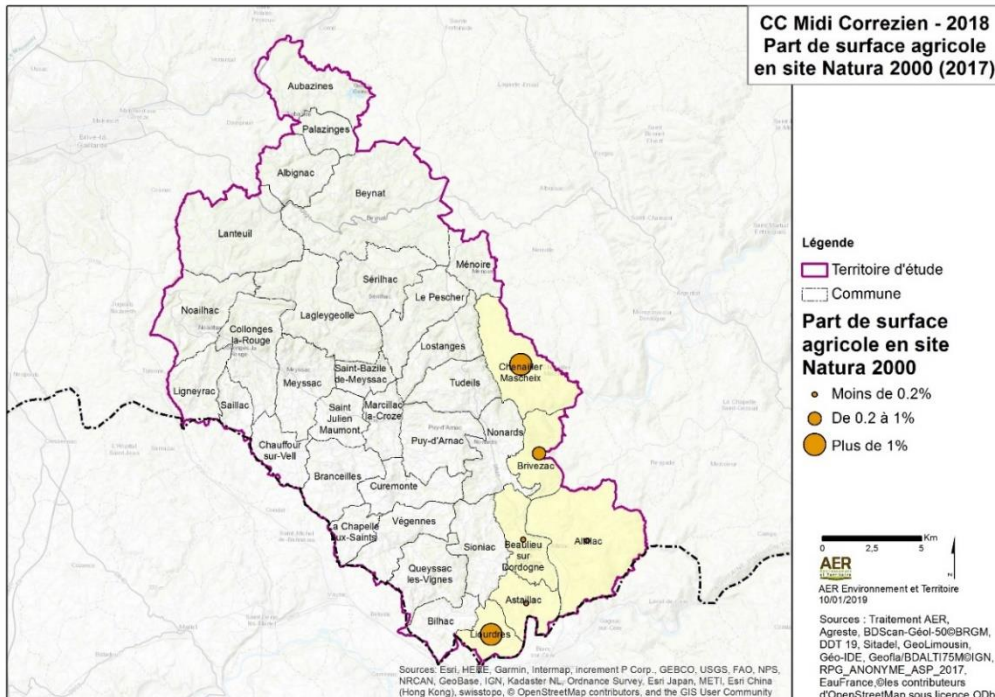 CC Midi Correzien - 2018
Part de surface agricole
en site Natura 2000 (2017)
Aubazines
Palazinges
Albignac
Beynat
Lanteuil
Ménoire
Sérilhac
Le Pescher
Noailhac
Collonges
la-Rouge
Lagleygeolle
Lostanges
Chenailler
Mascheix
Saint-Bazile
de-Meyssac
Ligneyrac
Saillac
Meyssac
Tudeils
Saint
Julien
Maumont
Marcillac
la-Croze
Chauffour
sur-Vell
Puy-d'Arnac
Nonards
Brivezac
Branceilles
Curemonte
a Chapelle
aux-Saints
Végennes
Sioniac
Beaulieu
sur
Dordogne
Queyssac
les-Vignes
Astaillac
Bilhac
Liourdres
Légende
Territoire d'étude
Commune
Part de surface
agricole en site
Natura 2000
Moins de 0.2%
De 0.2 à 1%
Plus de 1%
0 2,5 5 Km
N
AER
AER Environnement et Territoire
10/01/2019
Sources : Traitement AER,
Agreste, BDScan-Géol-50©BRGM,
DDT 19, Sitadel, GeoLimousin,
Géo-IDE, Geofla/BDALTI75M©IGN,
RPG_ANONYME_ASP_2017,
EauFrance,©les contributeurs
d'OpenStreetMap sous licence ODbL
Sources: Esri, HERE, Garmin, Intermap, increment P Corp., GEBCO, USGS, FAO, NPS,
NRCAN, GeoBase, IGN, Kadaster NL, Ordnance Survey, Esri Japan, METI, Esri China
(Hong Kong), swisstopo, © OpenStreetMap contributors, and the GIS User Community